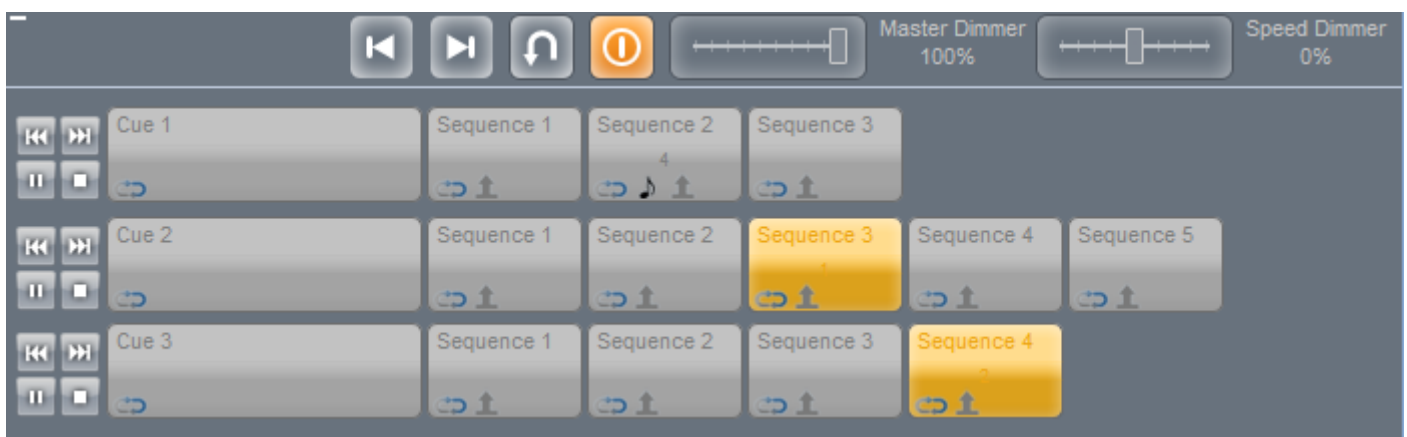 Master Dimmer
100%
Speed Dimmer
0%
Cue 1
Sequence 1
Sequence 2
4
Sequence 3
Cue 2
Sequence 1
Sequence 2
Sequence 3
Sequence 4
Sequence 5
Cue 3
Sequence 1
Sequence 2
Sequence 3
Sequence 4